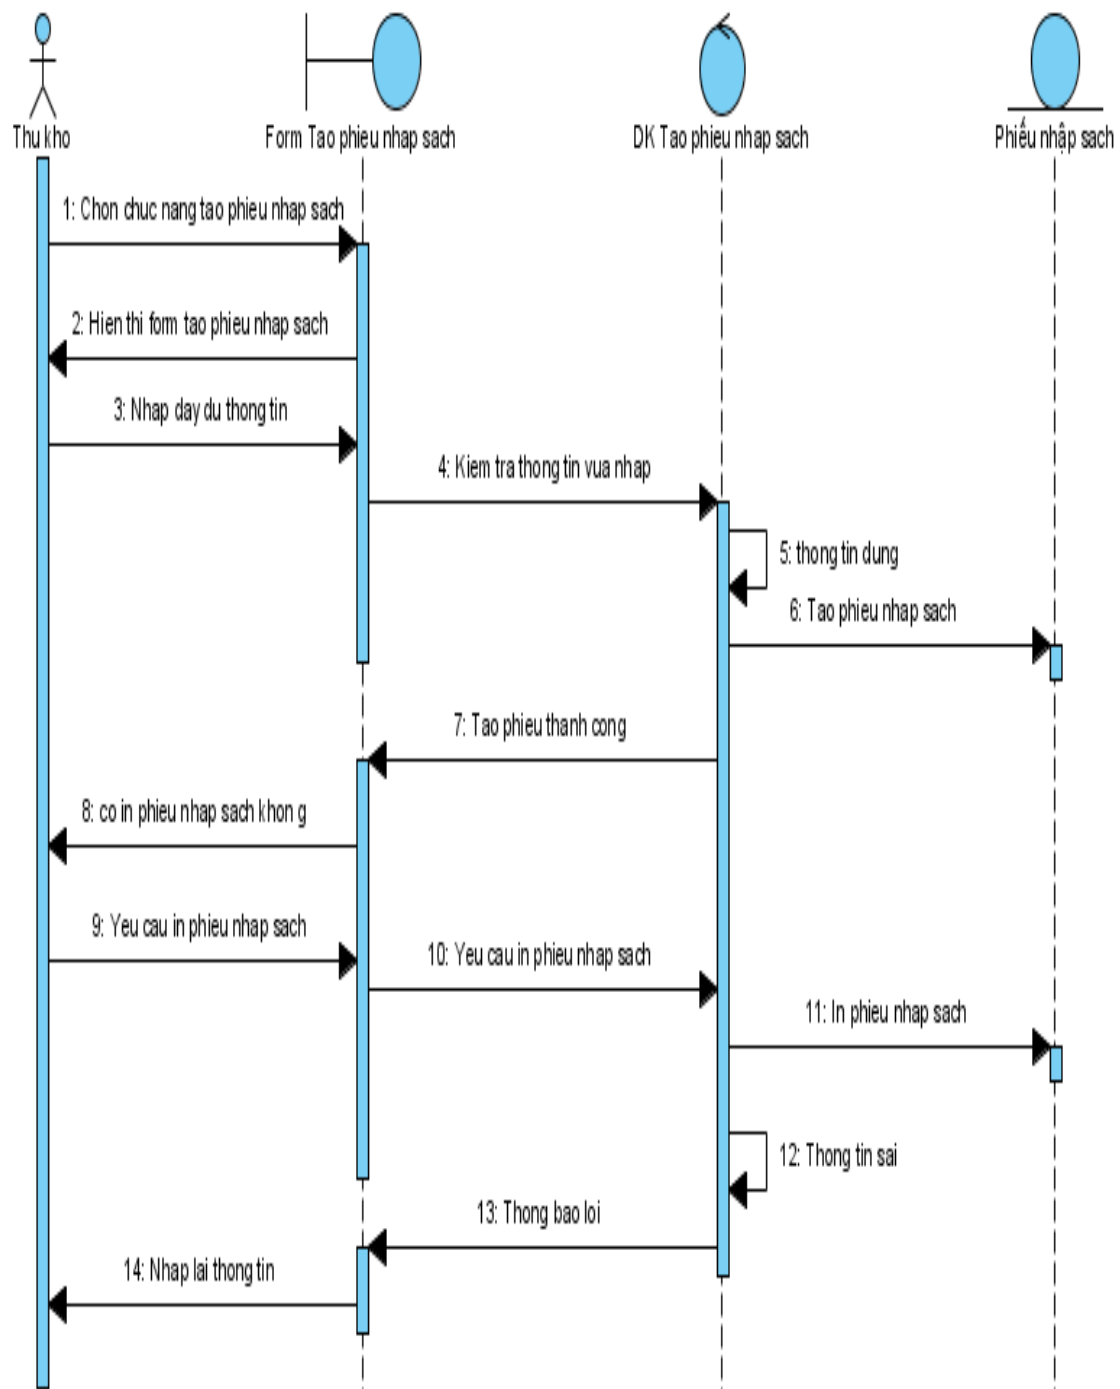 Thu kho
Form Tao phieu nhap sach
DK Tao phieu nhap sach
Phiếu nhập sach
1: Chon chuc nang tao phieu nhap sach
2: Hien thi form tao phieu nhap sach
3: Nhap day du thong tin
4: Kiem tra thong tin vua nhap
5: thong tin dung
6: Tao phieu nhap sach
7: Tao phieu thanh cong
8: co in phieu nhap sach khon g
9: Yeu cau in phieu nhap sach
10: Yeu cau in phieu nhap sach
11: In phieu nhap sach
12: Thong tin sai
13: Thong bao loi
14: Nhap lai thong tin